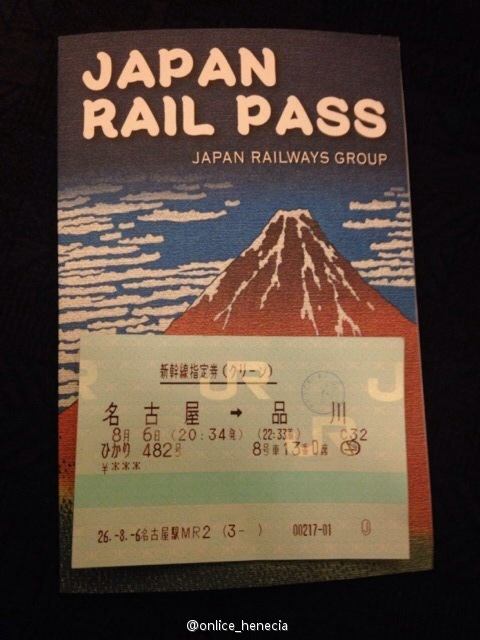 JAPAN
RAIL PASS
JAPAN RAILWAYS GROUP
新幹線指定券(グリーン)
名古屋 → 品川
8月 6日 (20:34発) (22:33着) C32
ひかり 482号 8号車13番D席
¥***
26.-8.-6名古屋駅MR2 (3- ) 00217-01
@onlice_henecia